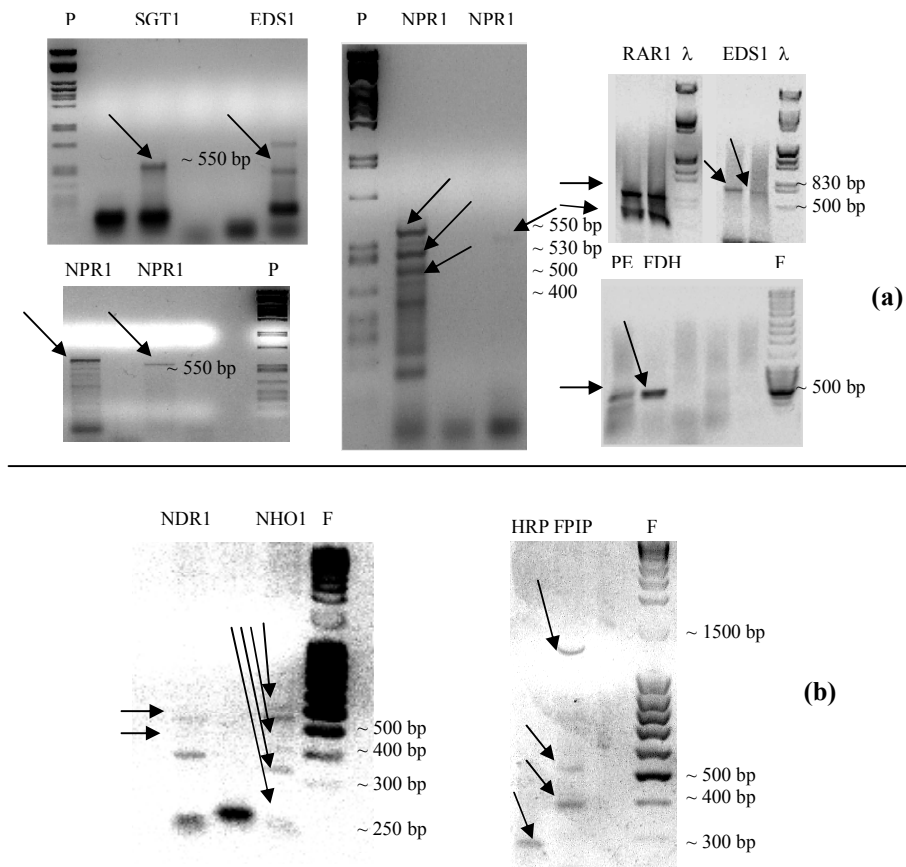 P SGT1 EDS1
~ 550 bp
P NPR1 NPR1
~ 550 bp
~ 530 bp
~ 500
~ 400
RAR1 λ EDS1 λ
~ 830 bp
~ 500 bp
NPR1 NPR1 P
~ 550 bp
PE FDH F
~ 500 bp
(a)
NDR1 NHO1 F
~ 500 bp
~ 400 bp
~ 300 bp
~ 250 bp
HRP FPIP F
~ 1500 bp
~ 500 bp
~ 400 bp
~ 300 bp
(b)